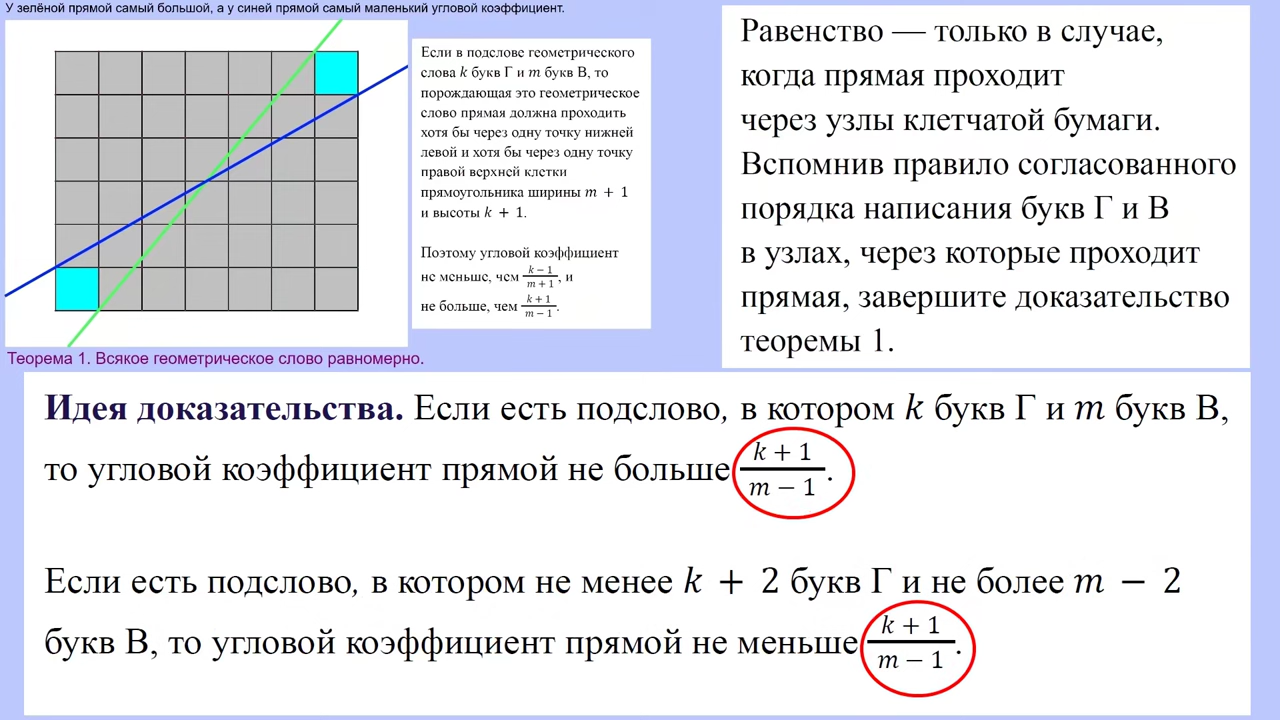 У зелёной прямой самый большой, а у синей прямой самый маленький угловой коэффициент.
Если в подслове геометрического
слова k букв Г и m букв В, то
порождающая это геометрическое
слово прямая должна проходить
хотя бы через одну точку нижней
левой и хотя бы через одну точку
правой верхней клетки
прямоугольника ширины m + 1
и высоты k + 1.
Поэтому угловой коэффициент
не меньше, чем (k − 1)/(m + 1), и
не больше, чем (k + 1)/(m − 1).
Теорема 1. Всякое геометрическое слово равномерно.
Равенство — только в случае,
когда прямая проходит
через узлы клетчатой бумаги.
Вспомнив правило согласованного
порядка написания букв Г и В
в узлах, через которые проходит
прямая, завершите доказательство
теоремы 1.
Идея доказательства. Если есть подслово, в котором k букв Г и m букв В,
то угловой коэффициент прямой не больше (k + 1)/(m − 1).
Если есть подслово, в котором не менее k + 2 букв Г и не более m − 2
букв В, то угловой коэффициент прямой не меньше (k + 1)/(m − 1).